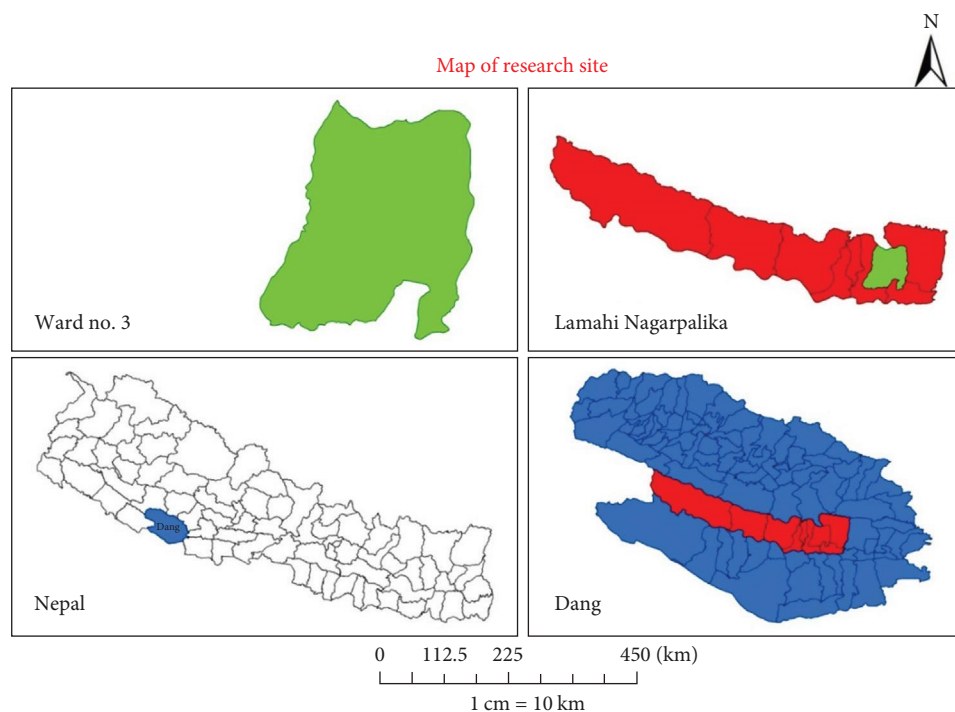 N
Map of research site
Ward no. 3
Lamahi Nagarpalika
Dang
Nepal
Dang
0 112.5 225 450 (km)
1 cm = 10 km